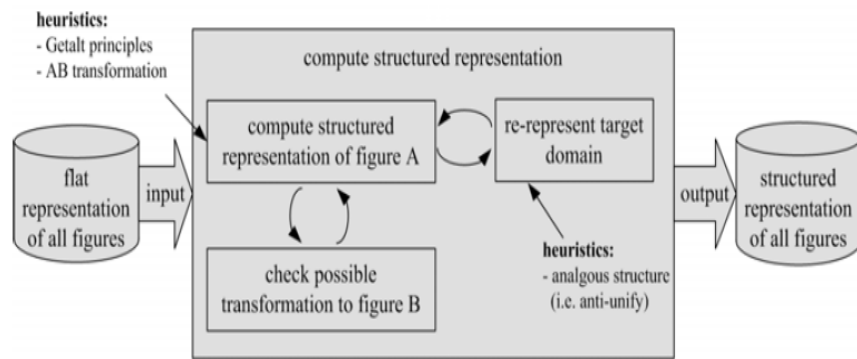 heuristics:
- Getalt principles
- AB transformation
compute structured representation
compute structured
representation of figure A
re-represent target
domain
flat
representation
of all figures
input
output
structured
representation
of all figures
check possible
transformation to figure B
heuristics:
- analgous structure
(i.e. anti-unify)